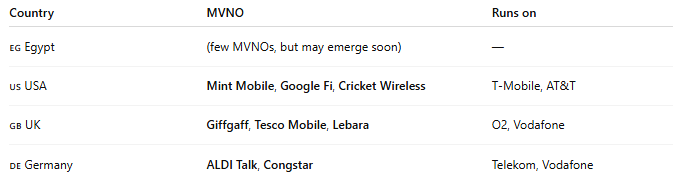 Country MVNO Runs on
EG Egypt (few MVNOs, but may emerge soon) —
US USA Mint Mobile, Google Fi, Cricket Wireless T-Mobile, AT&T
GB UK Giffgaff, Tesco Mobile, Lebara O2, Vodafone
DE Germany ALDI Talk, Congstar Telekom, Vodafone